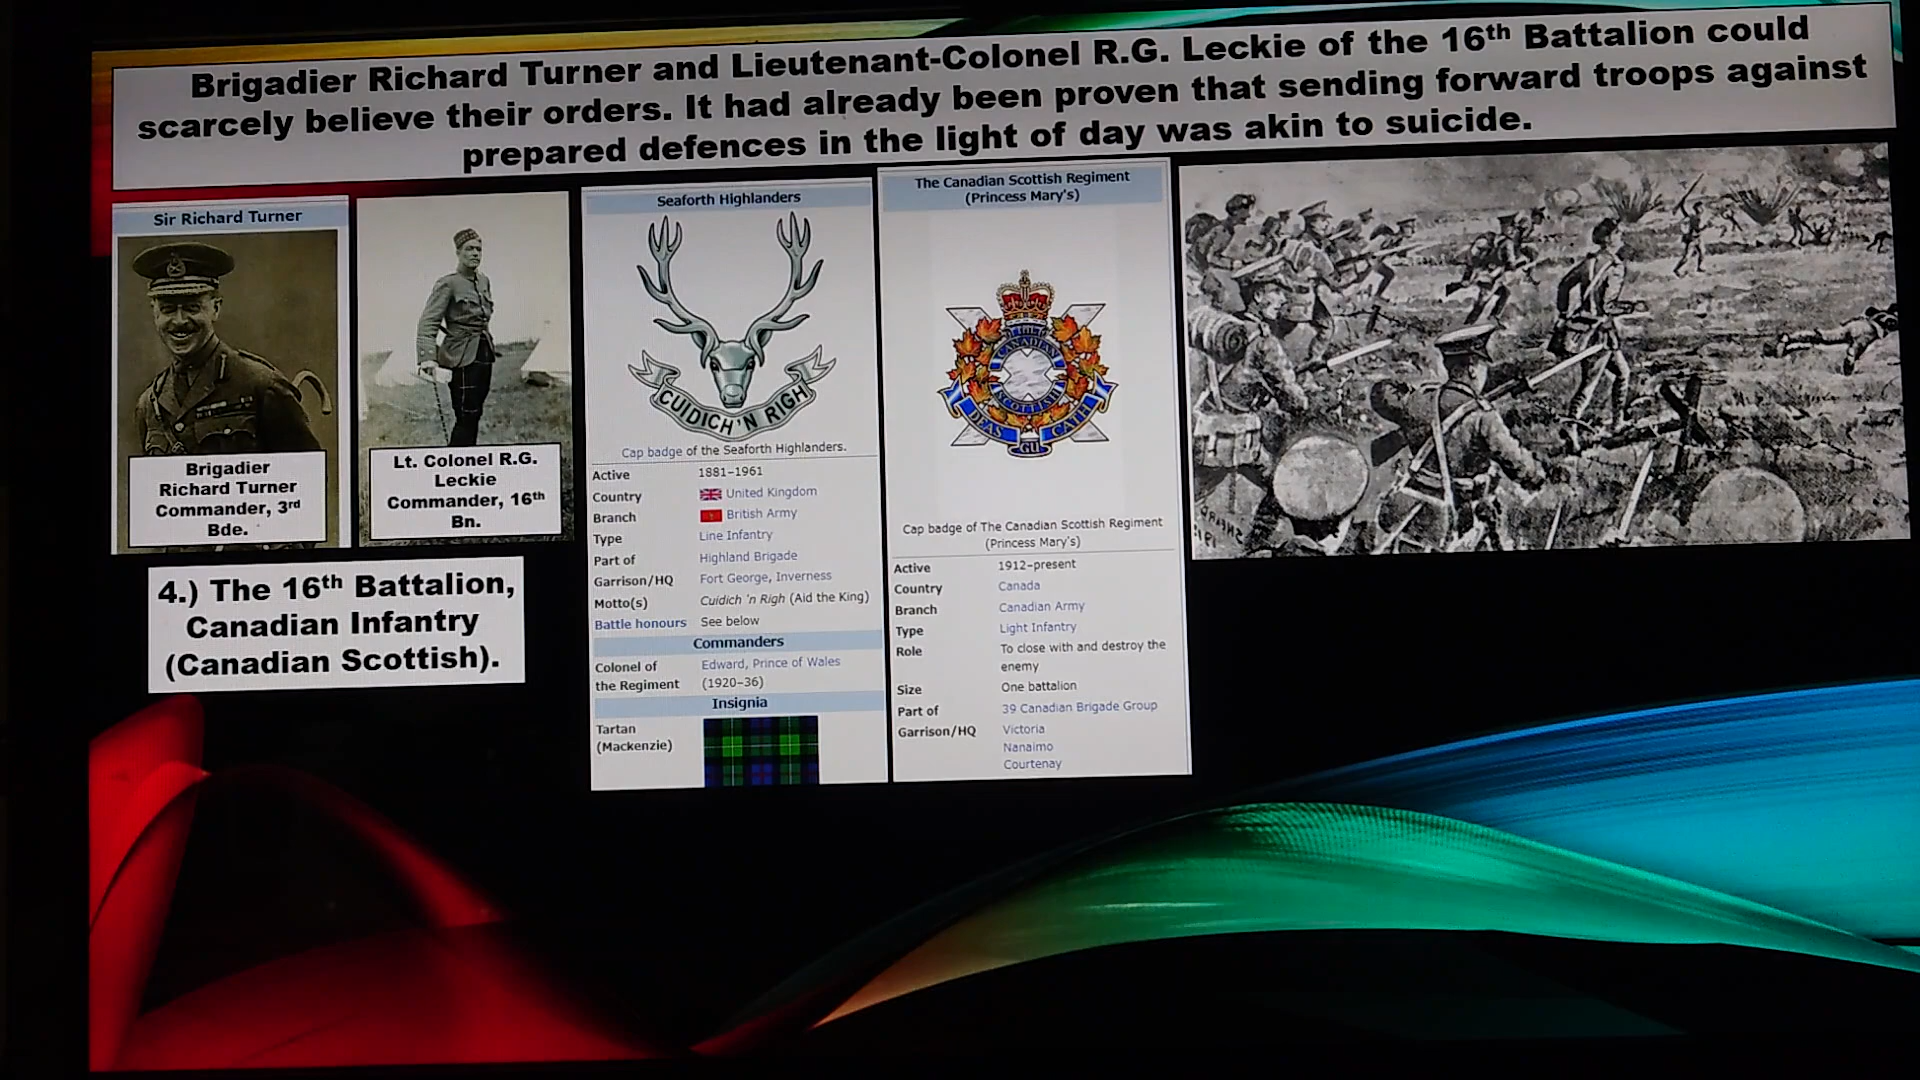 Brigadier Richard Turner and Lieutenant-Colonel R.G. Leckie of the 16th Battalion could
scarcely believe their orders. It had already been proven that sending forward troops against
prepared defences in the light of day was akin to suicide.
Sir Richard Turner
Brigadier
Richard Turner
Commander, 3rd
Bde.
Lt. Colonel R.G.
Leckie
Commander, 16th
Bn.
4.) The 16th Battalion,
Canadian Infantry
(Canadian Scottish).
Seaforth Highlanders
CUIDICH 'N RIGH
Cap badge of the Seaforth Highlanders.
Active 1881–1961
Country United Kingdom
Branch British Army
Type Line Infantry
Part of Highland Brigade
Garrison/HQ Fort George, Inverness
Motto(s) Cuidich 'n Righ (Aid the King)
Battle honours See below
Commanders
Colonel of the Regiment Edward, Prince of Wales (1920–36)
Insignia
Tartan (Mackenzie)
The Canadian Scottish Regiment
(Princess Mary's)
THE
CANADIAN
SCOTTISH
DEAS GU CATH
Cap badge of The Canadian Scottish Regiment
(Princess Mary's)
Active 1912–present
Country Canada
Branch Canadian Army
Type Light Infantry
Role To close with and destroy the enemy
Size One battalion
Part of 39 Canadian Brigade Group
Garrison/HQ Victoria
Nanaimo
Courtenay